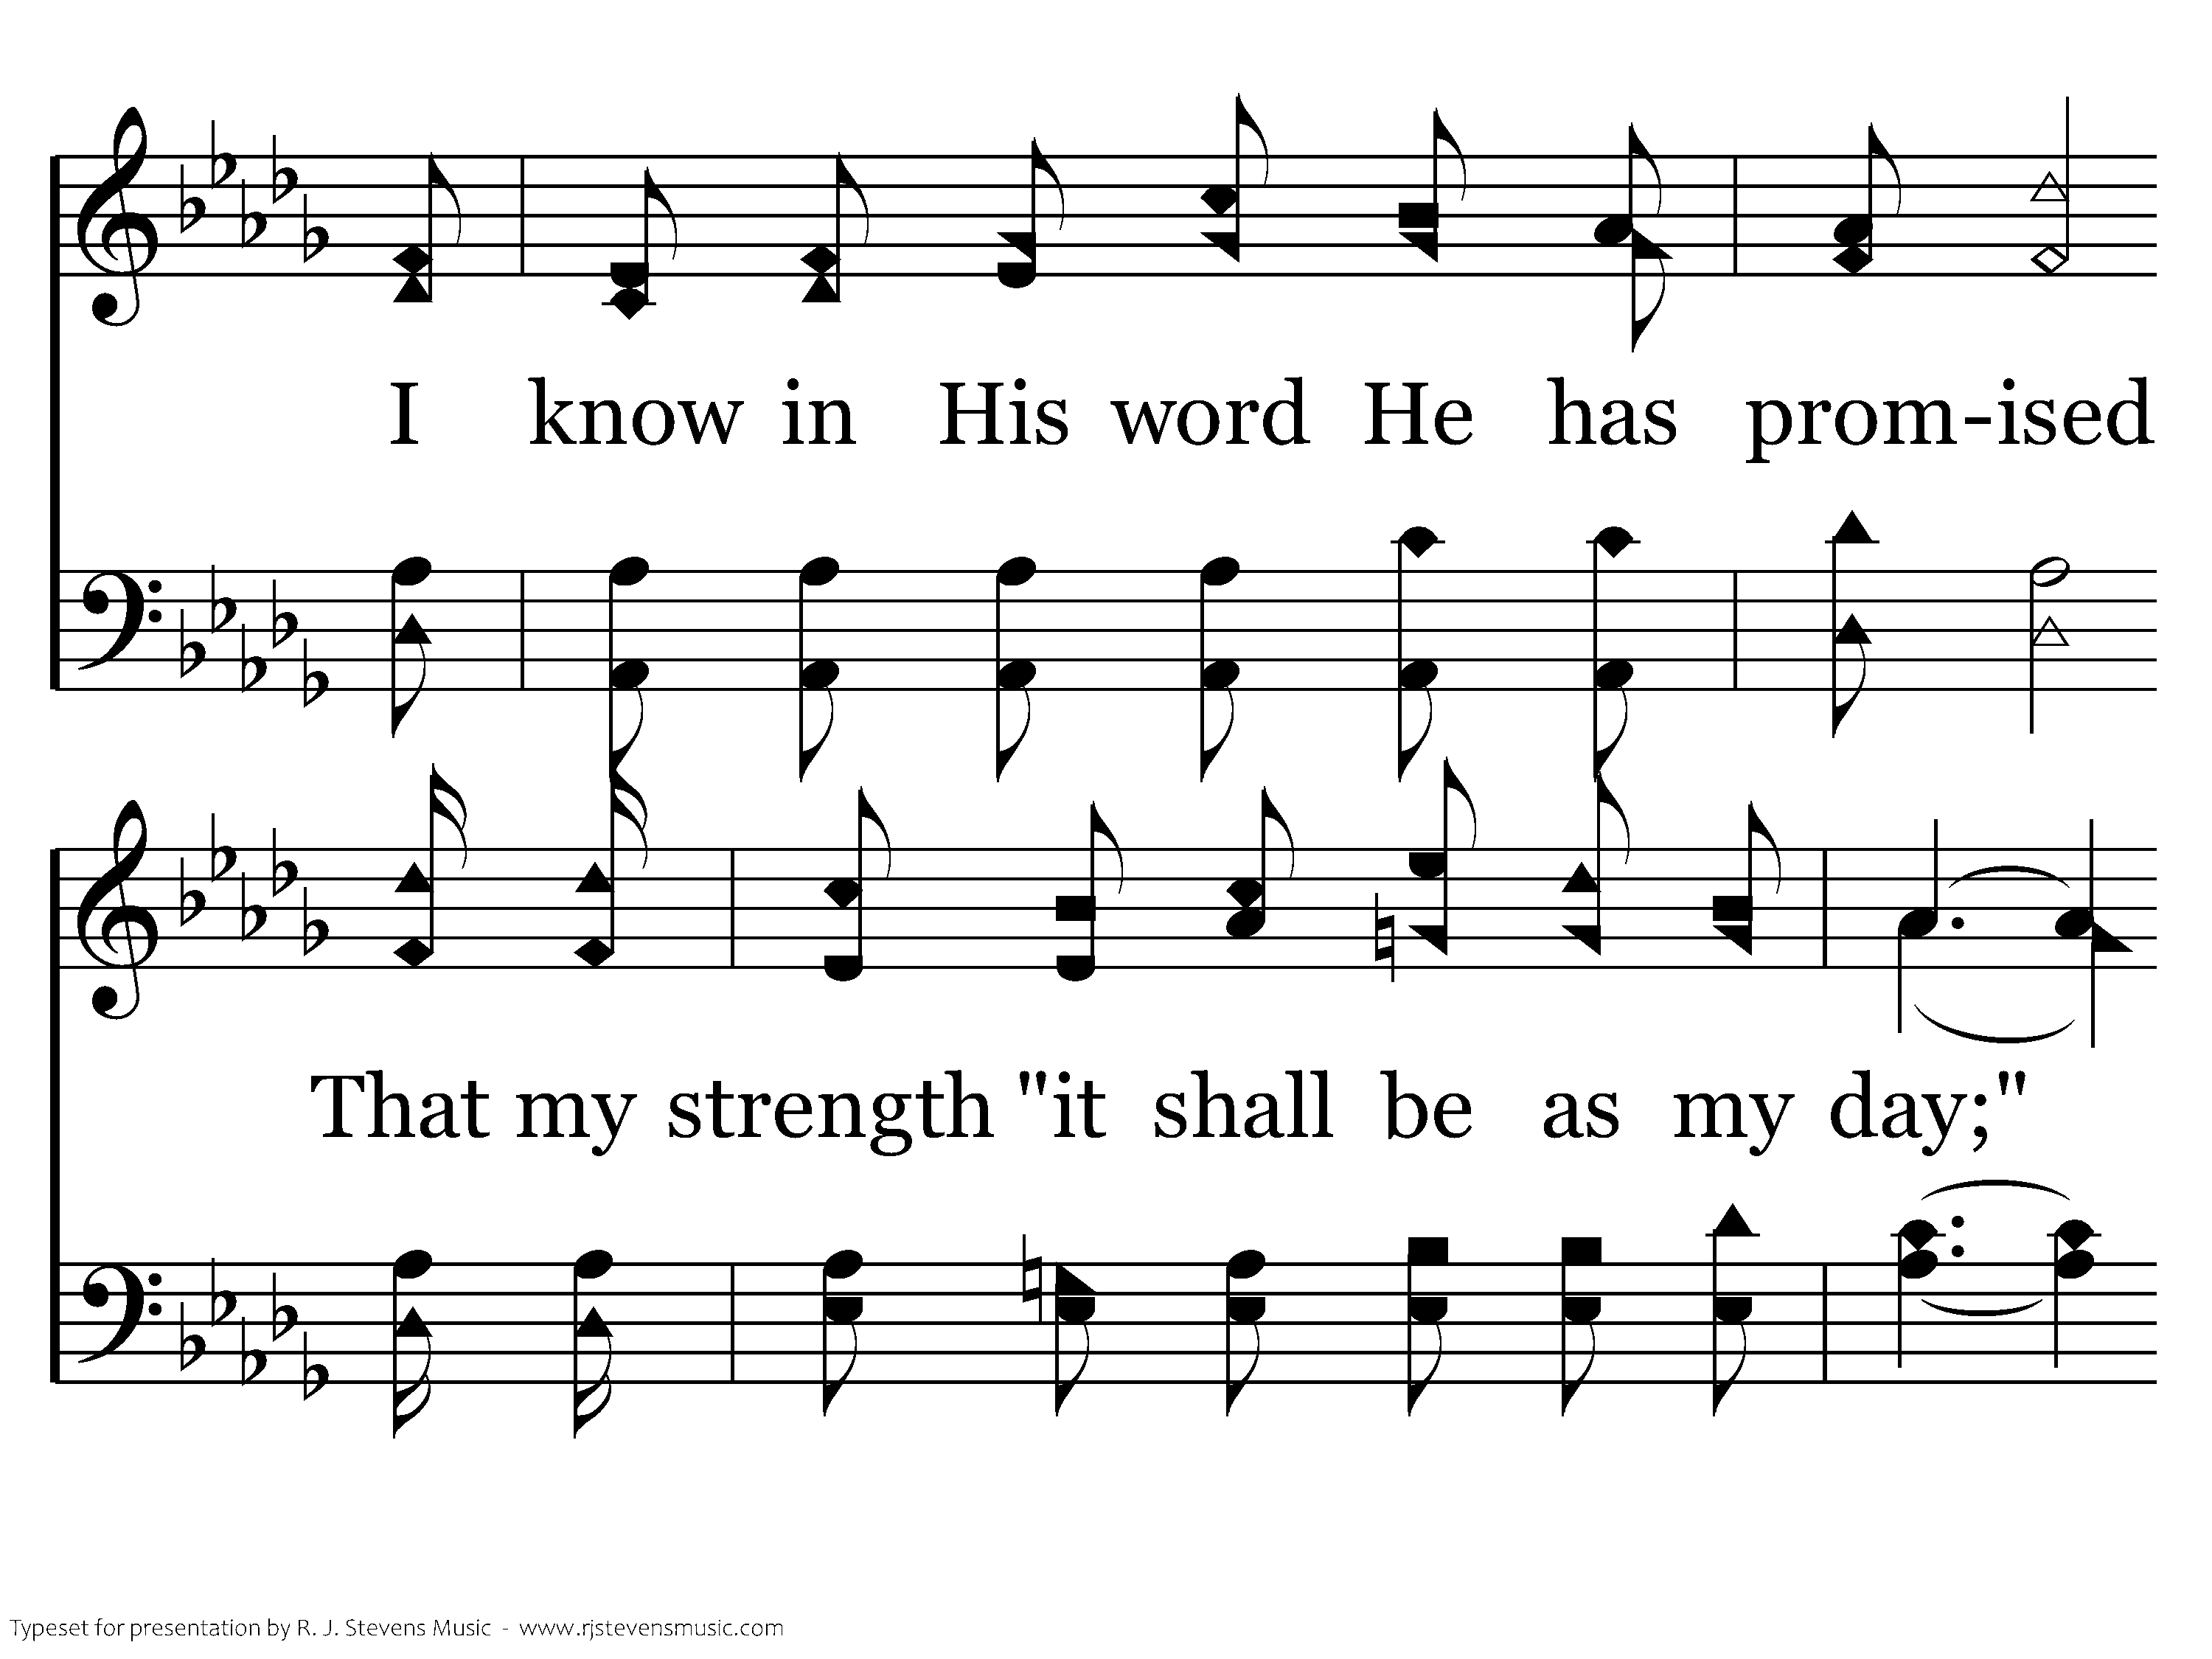 I know in His word He has prom-ised
That my strength "it shall be as my day;"
Typeset for presentation by R. J. Stevens Music - www.rjstevensmusic.com